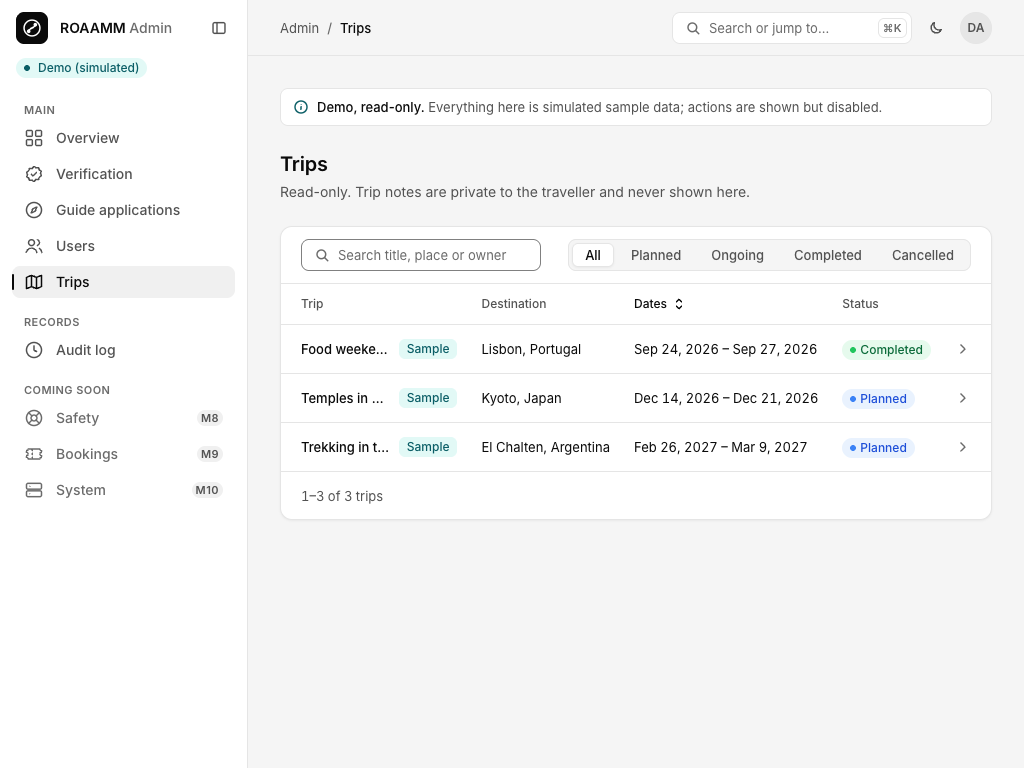 ROAAMM Admin
Demo (simulated)
MAIN
Overview
Verification
Guide applications
Users
Trips
RECORDS
Audit log
COMING SOON
Safety M8
Bookings M9
System M10
Admin / Trips
Search or jump to... ⌘K
DA
Demo, read-only. Everything here is simulated sample data; actions are shown but disabled.
Trips
Read-only. Trip notes are private to the traveller and never shown here.
Search title, place or owner
All Planned Ongoing Completed Cancelled
Trip Destination Dates Status
Food weeke... Sample Lisbon, Portugal Sep 24, 2026 – Sep 27, 2026 Completed
Temples in ... Sample Kyoto, Japan Dec 14, 2026 – Dec 21, 2026 Planned
Trekking in t... Sample El Chalten, Argentina Feb 26, 2027 – Mar 9, 2027 Planned
1–3 of 3 trips